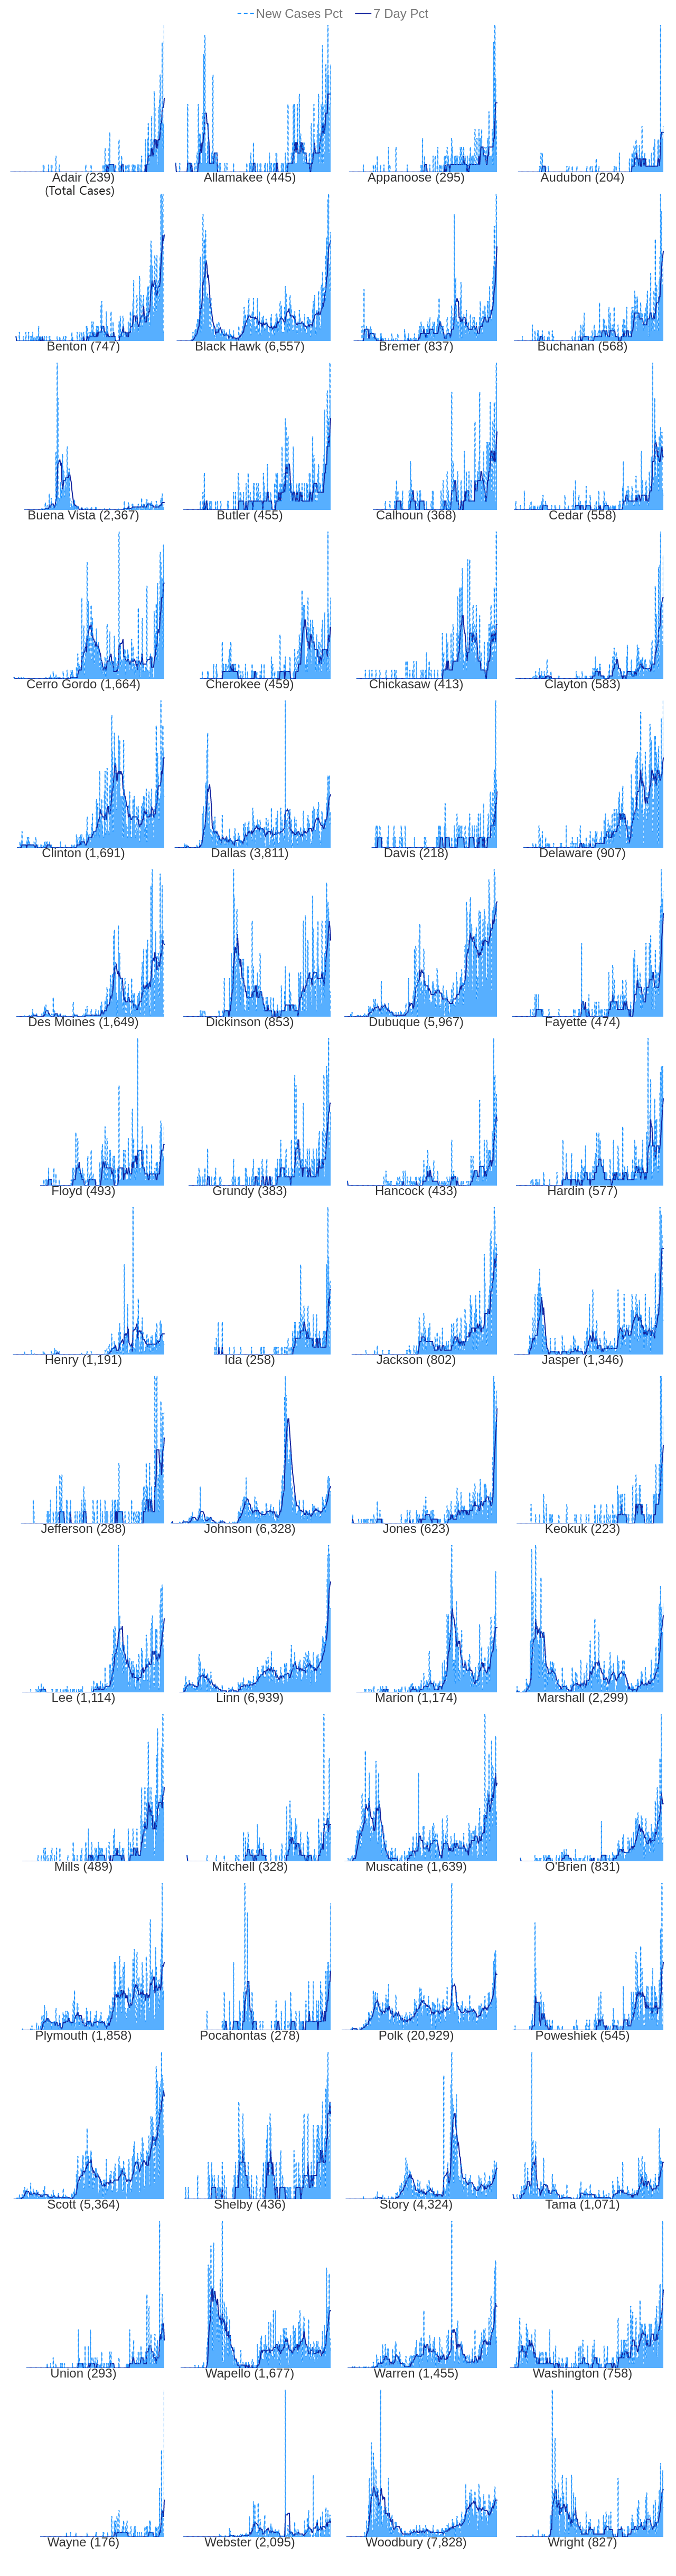 New Cases Pct 7 Day Pct
Adair (239) Allamakee (445) Appanoose (295) Audubon (204)
(Total Cases)
Benton (747) Black Hawk (6,557) Bremer (837) Buchanan (568)
Buena Vista (2,367) Butler (455) Calhoun (368) Cedar (558)
Cerro Gordo (1,664) Cherokee (459) Chickasaw (413) Clayton (583)
Clinton (1,691) Dallas (3,811) Davis (218) Delaware (907)
Des Moines (1,649) Dickinson (853) Dubuque (5,967) Fayette (474)
Floyd (493) Grundy (383) Hancock (433) Hardin (577)
Henry (1,191) Ida (258) Jackson (802) Jasper (1,346)
Jefferson (288) Johnson (6,328) Jones (623) Keokuk (223)
Lee (1,114) Linn (6,939) Marion (1,174) Marshall (2,299)
Mills (489) Mitchell (328) Muscatine (1,639) O'Brien (831)
Plymouth (1,858) Pocahontas (278) Polk (20,929) Poweshiek (545)
Scott (5,364) Shelby (436) Story (4,324) Tama (1,071)
Union (293) Wapello (1,677) Warren (1,455) Washington (758)
Wayne (176) Webster (2,095) Woodbury (7,828) Wright (827)